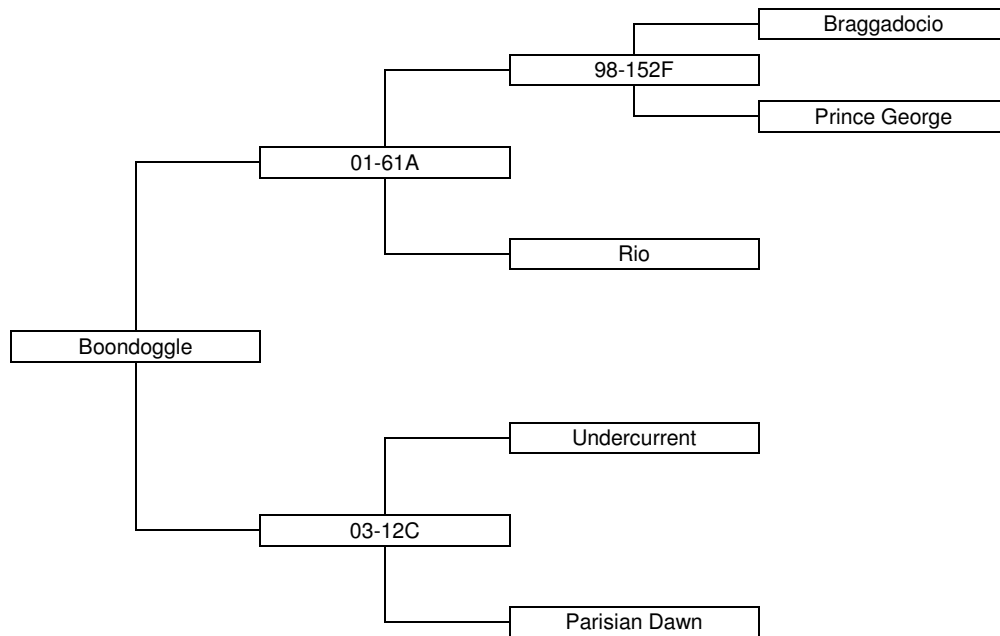 Braggadocio
98-152F
Prince George
01-61A
Rio
Boondoggle
Undercurrent
03-12C
Parisian Dawn